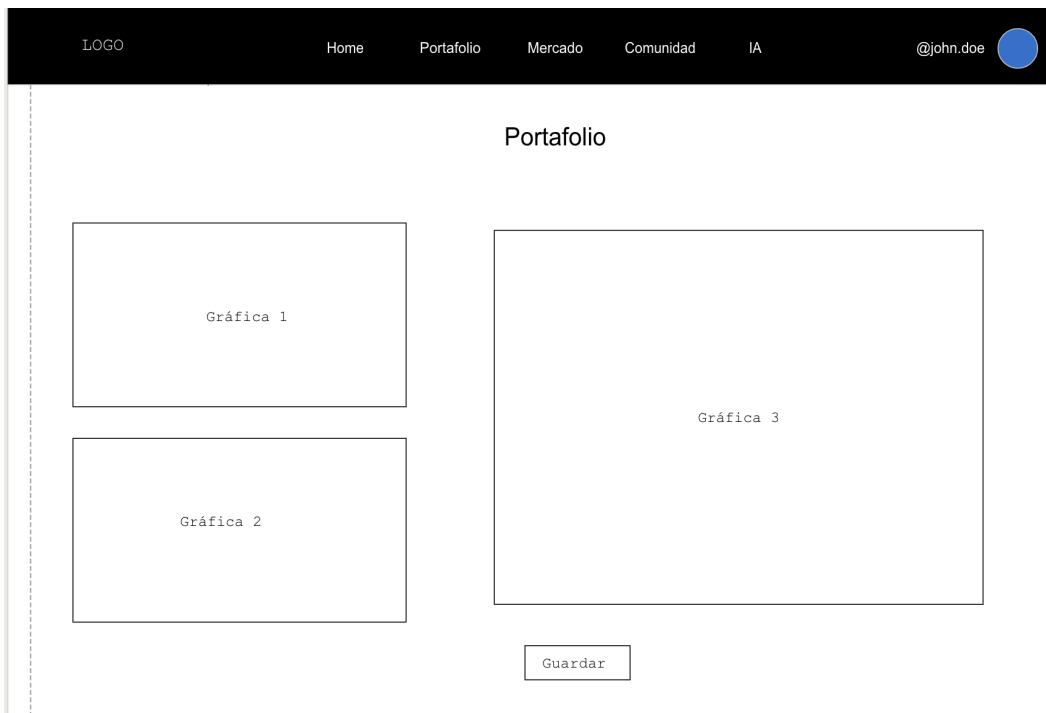 LOGO
Home
Portafolio
Mercado
Comunidad
IA
@john.doe
Portafolio
Gráfica 1
Gráfica 2
Gráfica 3
Guardar